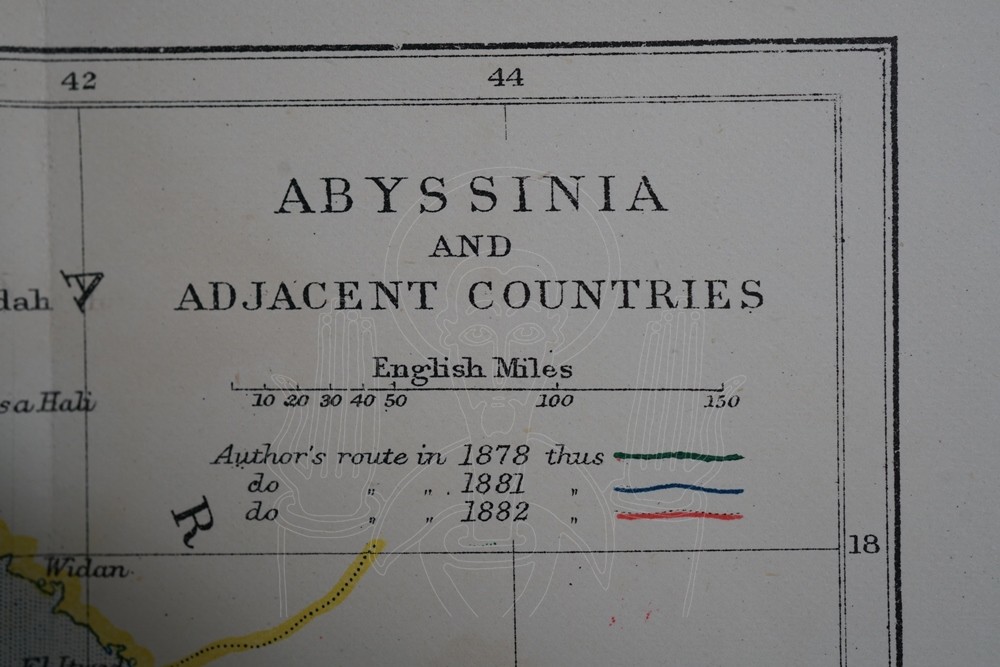 42
44
ABYSSINIA
AND
ADJACENT COUNTRIES
dah
A
English Miles
10 20 30 40 50 100 150
sa Hali
Author's route in 1878 thus
do „ „ . 1881 „
do „ „ 1882 „
R
18
Widan